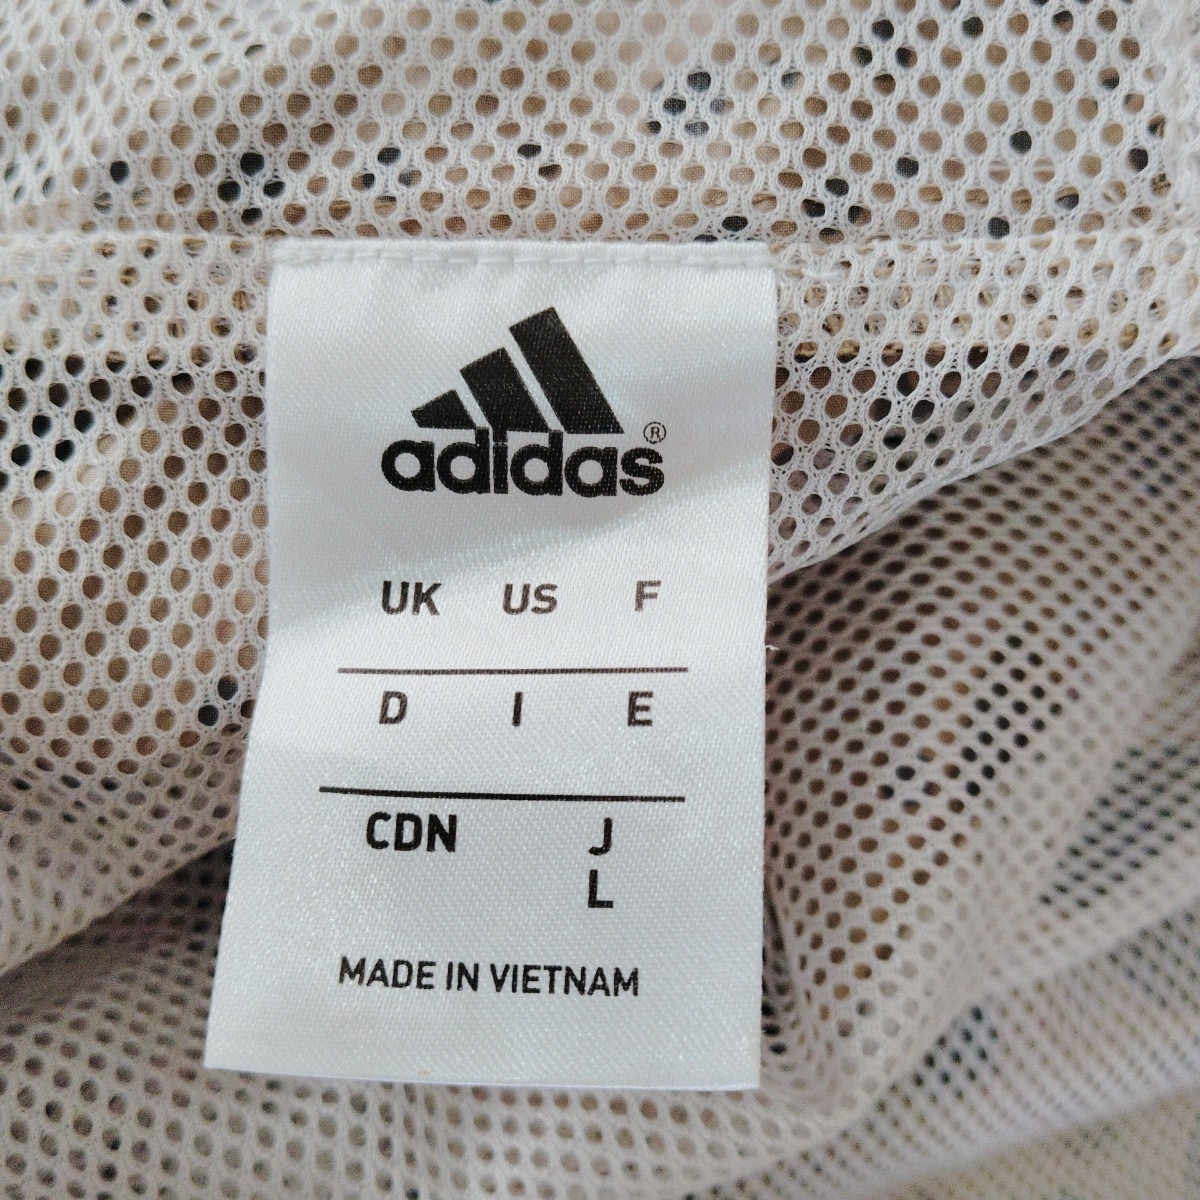 adidas®
UK US F
D I E
CDN J
L
MADE IN VIETNAM